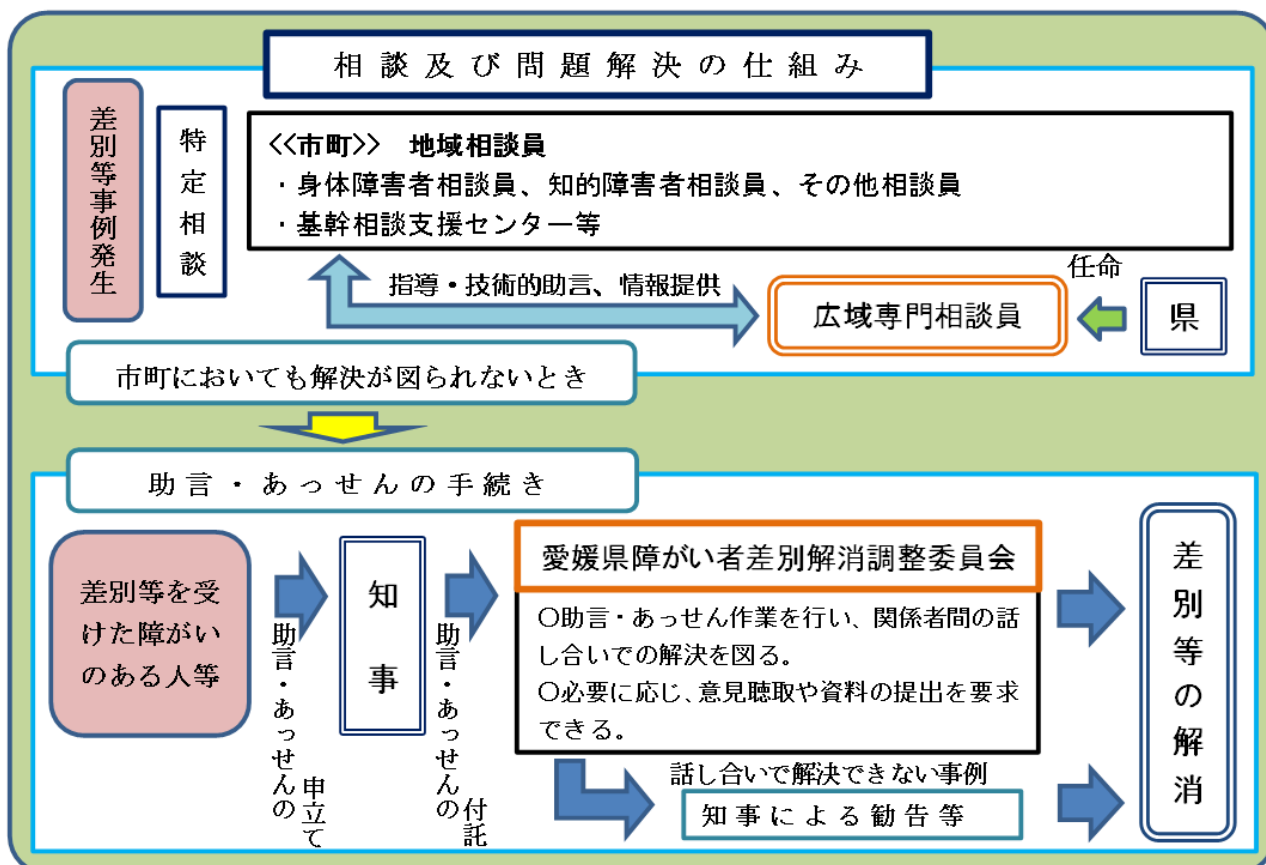 相談及び問題解決の仕組み
差別等事例発生
特定相談
<<市町>>　地域相談員
・身体障害者相談員、知的障害者相談員、その他相談員
・基幹相談支援センター等
指導・技術的助言、情報提供
広域専門相談員
任命
県
市町においても解決が図られないとき
助言・あっせんの手続き
差別等を受
けた障がい
のある人等
助言・あっせんの
申立て
知事
助言・あっせんの
付託
愛媛県障がい者差別解消調整委員会
〇助言・あっせん作業を行い、関係者間の話
し合いでの解決を図る。
〇必要に応じ、意見聴取や資料の提出を要求
できる。
話し合いで解決できない事例
知事による勧告等
差別等の解消